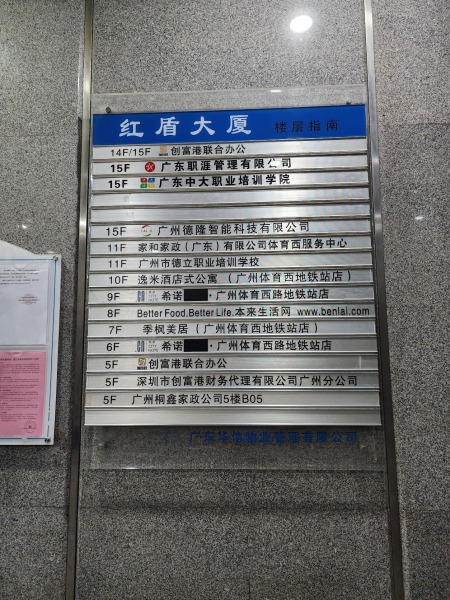 红盾大厦 楼层指南
14F/15F 创富港联合办公
15F 广东职涯管理有限公司
15F 广东中大职业培训学院
15F 广州德隆智能科技有限公司
11F 家和家政（广东）有限公司体育西服务中心
11F 广州市德立职业培训学校
10F 逸米酒店式公寓（广州体育西地铁站店）
9F 希诺 · 广州体育西路地铁站店
8F Better Food.Better Life.本来生活网 www.benlai.com
7F 季枫美居（广州体育西地铁站店）
6F 希诺 · 广州体育西路地铁站店
5F 创富港联合办公
5F 深圳市创富港财务代理有限公司广州分公司
5F 广州桐鑫家政公司5楼B05